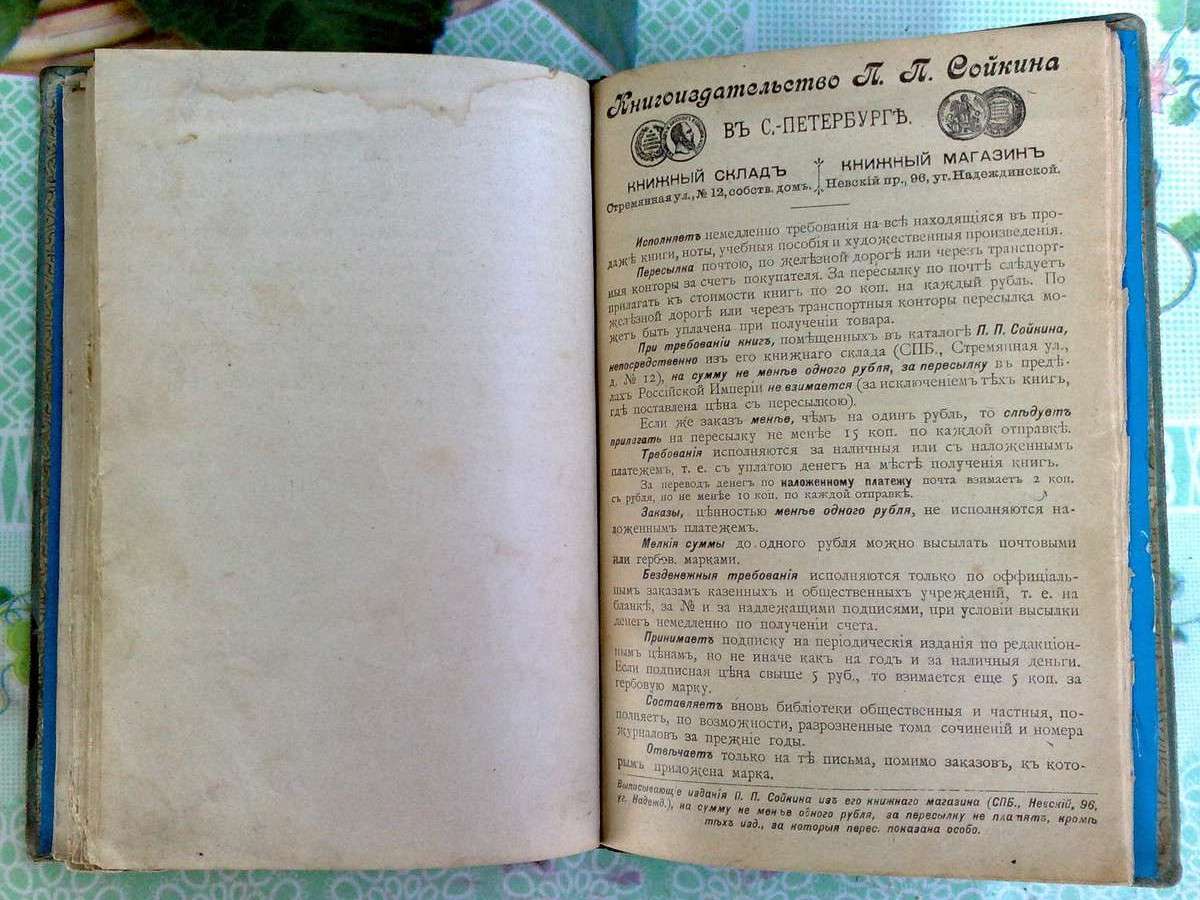 Книгоиздательство П. П. Сойкина
ВЪ С.-ПЕТЕРБУРГѢ.
КНИЖНЫЙ СКЛАДЪ
Стремянная ул., № 12, собств. домъ.
КНИЖНЫЙ МАГАЗИНЪ
Невскій пр., 96, уг. Надеждинской.
Исполняетъ немедленно требованія на всѣ находящіяся въ про-
дажѣ книги, ноты, учебныя пособія и художественныя произведенія.
Пересылка почтою, по желѣзной дорогѣ или черезъ транспорт-
ныя конторы за счетъ покупателя. За пересылку по почтѣ слѣдуетъ
прилагать къ стоимости книгъ по 20 коп. на каждый рубль. По
желѣзной дорогѣ или черезъ транспортныя конторы пересылка мо-
жетъ быть уплачена при полученіи товара.
При требованіи книгъ, помѣщенныхъ въ каталогѣ П. П. Сойкина,
непосредственно изъ его книжнаго склада (СПБ., Стремянная ул.,
д. № 12), на сумму не менѣе одного рубля, за пересылку въ предѣ-
лахъ Россійской Имперіи не взимается (за исключеніемъ тѣхъ книгъ,
гдѣ поставлена цѣна съ пересылкою).
Если же заказъ менѣе, чѣмъ на одинъ рубль, то слѣдуетъ
прилагать на пересылку не менѣе 15 коп. по каждой отправкѣ.
Требованія исполняются за наличныя или съ наложеннымъ
платежемъ, т. е. съ уплатою денегъ на мѣстѣ полученія книгъ.
За переводъ денегъ по наложенному платежу почта взимаетъ 2 коп.
съ рубля, но не менѣе 10 коп. по каждой отправкѣ.
Заказы, цѣнностью менѣе одного рубля, не исполняются на-
ложеннымъ платежемъ.
Мелкія суммы до одного рубля можно высылать почтовыми
или гербов. марками.
Безденежныя требованія исполняются только по оффиціаль-
нымъ заказамъ казенныхъ и общественныхъ учрежденій, т. е. на
бланкѣ, за № и за надлежащими подписями, при условіи высылки
денегъ немедленно по полученіи счета.
Принимаетъ подписку на періодическія изданія по редакціон-
нымъ цѣнамъ, но не иначе какъ на годъ и за наличныя деньги.
Если подписная цѣна свыше 5 руб., то взимается еще 5 коп. за
гербовую марку.
Составляетъ вновь библіотеки общественныя и частныя, по-
полняетъ, по возможности, разрозненные тома сочиненій и номера
журналовъ за прежніе годы.
Отвѣчаетъ только на тѣ письма, помимо заказовъ, къ кото-
рымъ приложена марка.
Выписывающіе изданія П. П. Сойкина изъ его книжнаго магазина (СПБ., Невскій, 96,
уг. Надежд.), на сумму не менѣе одного рубля, за пересылку не платятъ, кромѣ
тѣхъ изд., за которыя перес. показана особо.